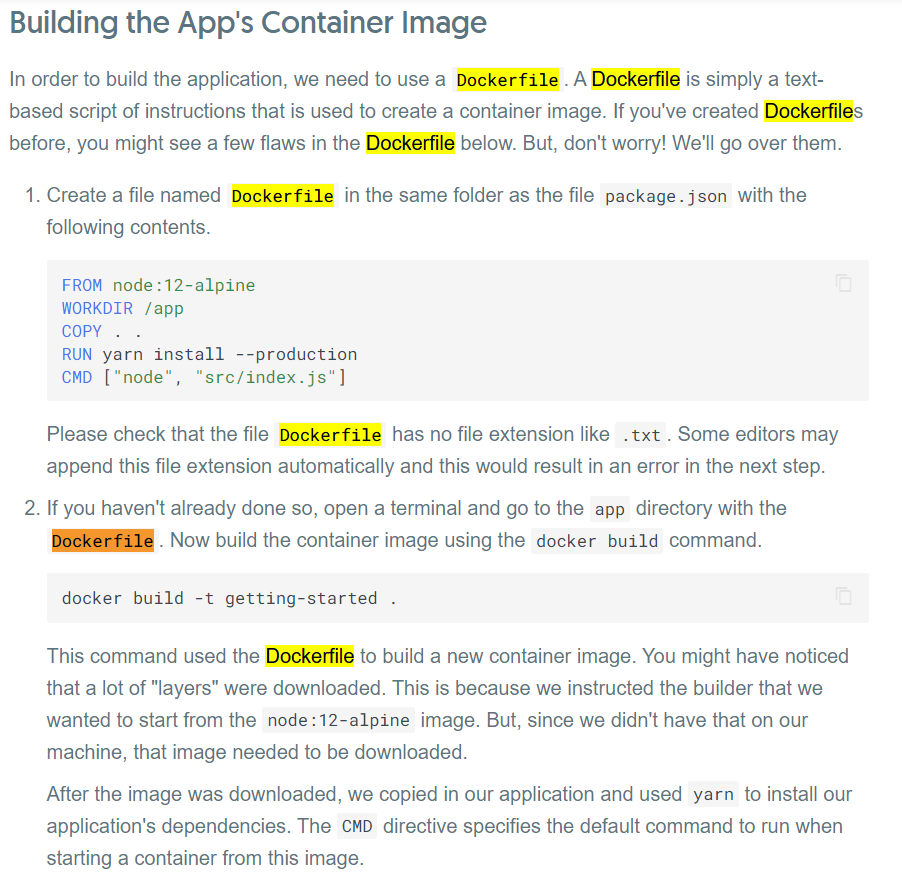 Building the App's Container Image
In order to build the application, we need to use a Dockerfile. A Dockerfile is simply a text-
based script of instructions that is used to create a container image. If you've created Dockerfiles
before, you might see a few flaws in the Dockerfile below. But, don't worry! We'll go over them.
1. Create a file named Dockerfile in the same folder as the file package.json with the
following contents.
FROM node:12-alpine
WORKDIR /app
COPY . .
RUN yarn install --production
CMD ["node", "src/index.js"]
Please check that the file Dockerfile has no file extension like .txt. Some editors may
append this file extension automatically and this would result in an error in the next step.
2. If you haven't already done so, open a terminal and go to the app directory with the
Dockerfile. Now build the container image using the docker build command.
docker build -t getting-started .
This command used the Dockerfile to build a new container image. You might have noticed
that a lot of "layers" were downloaded. This is because we instructed the builder that we
wanted to start from the node:12-alpine image. But, since we didn't have that on our
machine, that image needed to be downloaded.
After the image was downloaded, we copied in our application and used yarn to install our
application's dependencies. The CMD directive specifies the default command to run when
starting a container from this image.